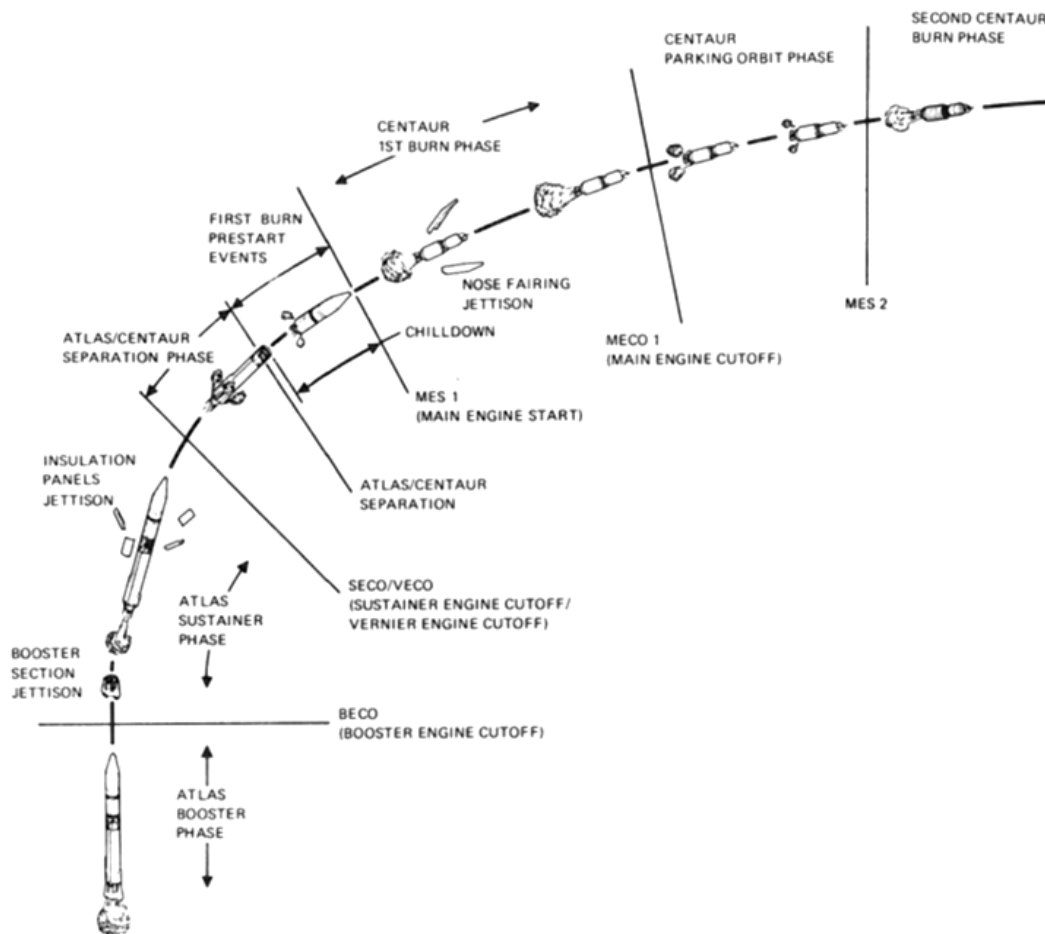 SECOND CENTAUR
BURN PHASE
CENTAUR
PARKING ORBIT PHASE
CENTAUR
1ST BURN PHASE
FIRST BURN
PRESTART
EVENTS
NOSE FAIRING
JETTISON
MES 2
ATLAS/CENTAUR
SEPARATION PHASE
CHILLDOWN
MECO 1
(MAIN ENGINE CUTOFF)
MES 1
(MAIN ENGINE START)
INSULATION
PANELS
JETTISON
ATLAS/CENTAUR
SEPARATION
SECO/VECO
(SUSTAINER ENGINE CUTOFF/
VERNIER ENGINE CUTOFF)
ATLAS
SUSTAINER
PHASE
BOOSTER
SECTION
JETTISON
BECO
(BOOSTER ENGINE CUTOFF)
ATLAS
BOOSTER
PHASE